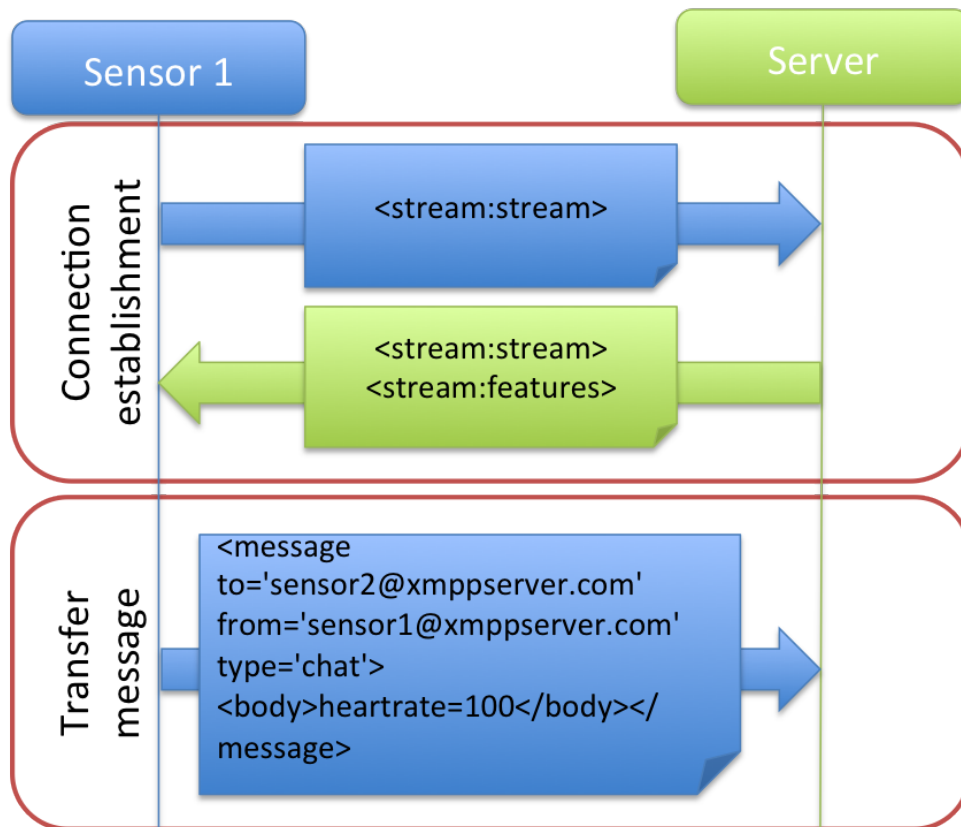 Sensor 1
Server
Connection
establishment
<stream:stream>
<stream:stream>
<stream:features>
Transfer
message
<message
to='sensor2@xmppserver.com'
from='sensor1@xmppserver.com'
type='chat'>
<body>heartrate=100</body></
message>